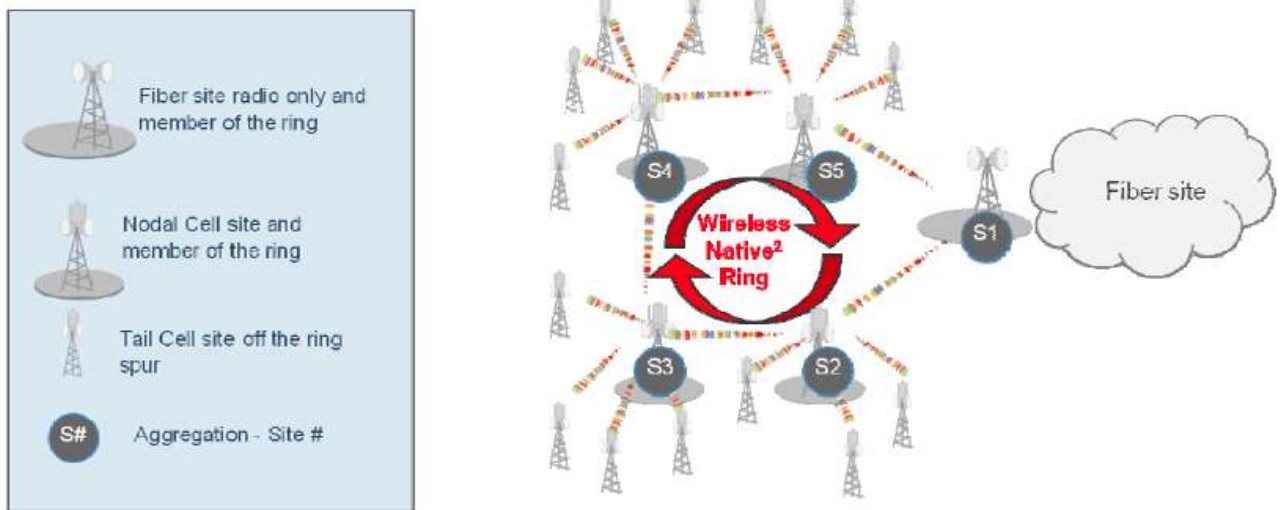 Fiber site radio only and
member of the ring
Nodal Cell site and
member of the ring
Tail Cell site off the ring
spur
S#
Aggregation - Site #
S4
S5
Wireless
Native²
Ring
S1
Fiber site
S3
S2